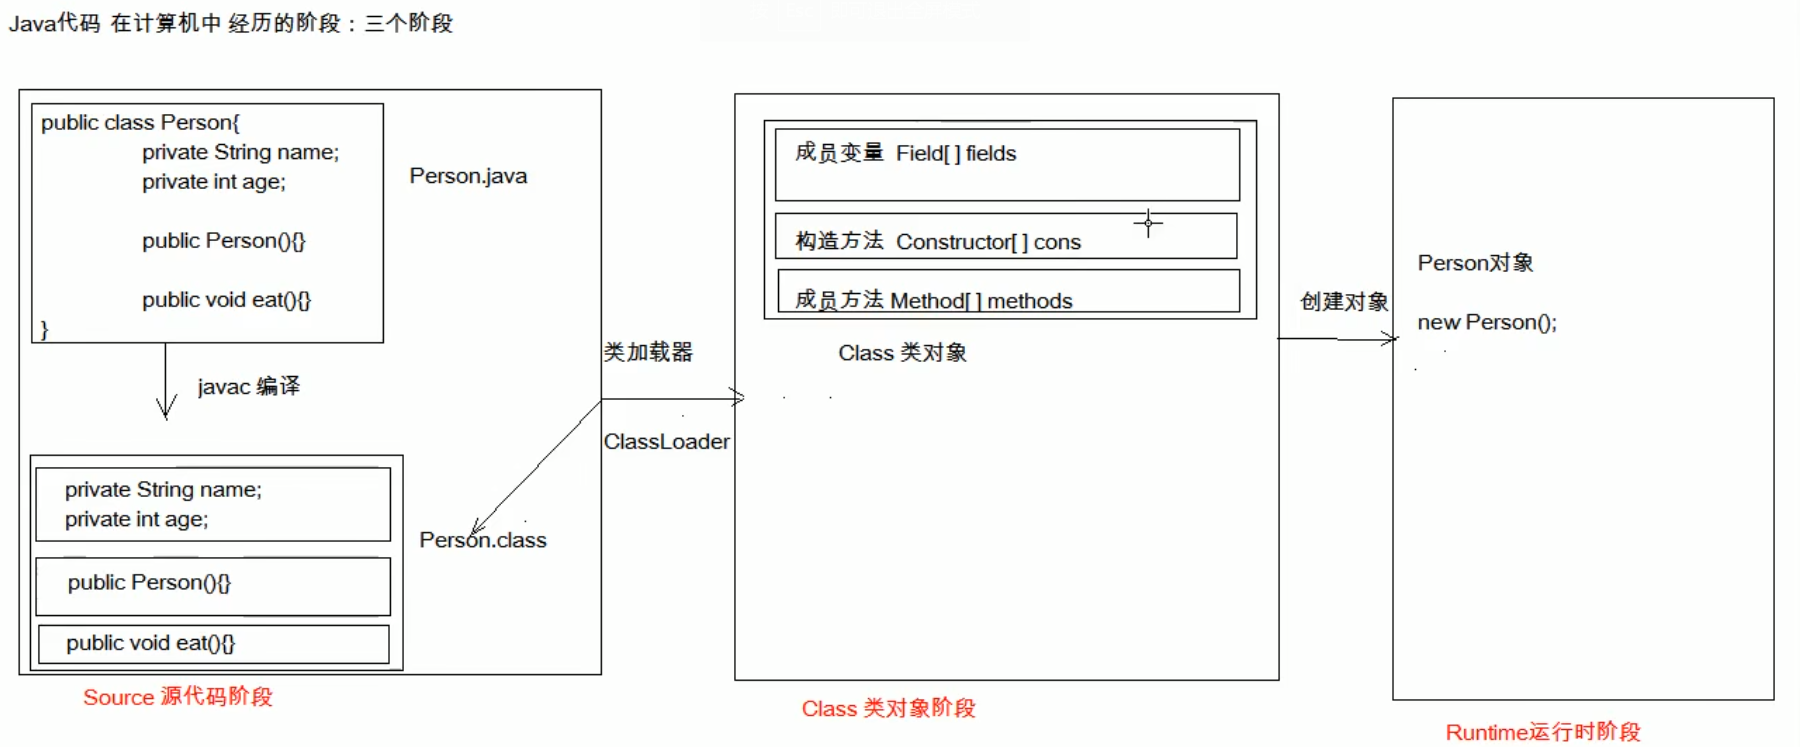 Java代码 在计算机中 经历的阶段：三个阶段
public class Person{
private String name;
private int age;
public Person(){}
public void eat(){}
}
Person.java
javac 编译
private String name;
private int age;
public Person(){}
public void eat(){}
Person.class
Source 源代码阶段
类加载器
ClassLoader
成员变量 Field[] fields
构造方法 Constructor[] cons
成员方法 Method[] methods
Class 类对象
Class 类对象阶段
创建对象
Person对象
new Person();
Runtime运行时阶段